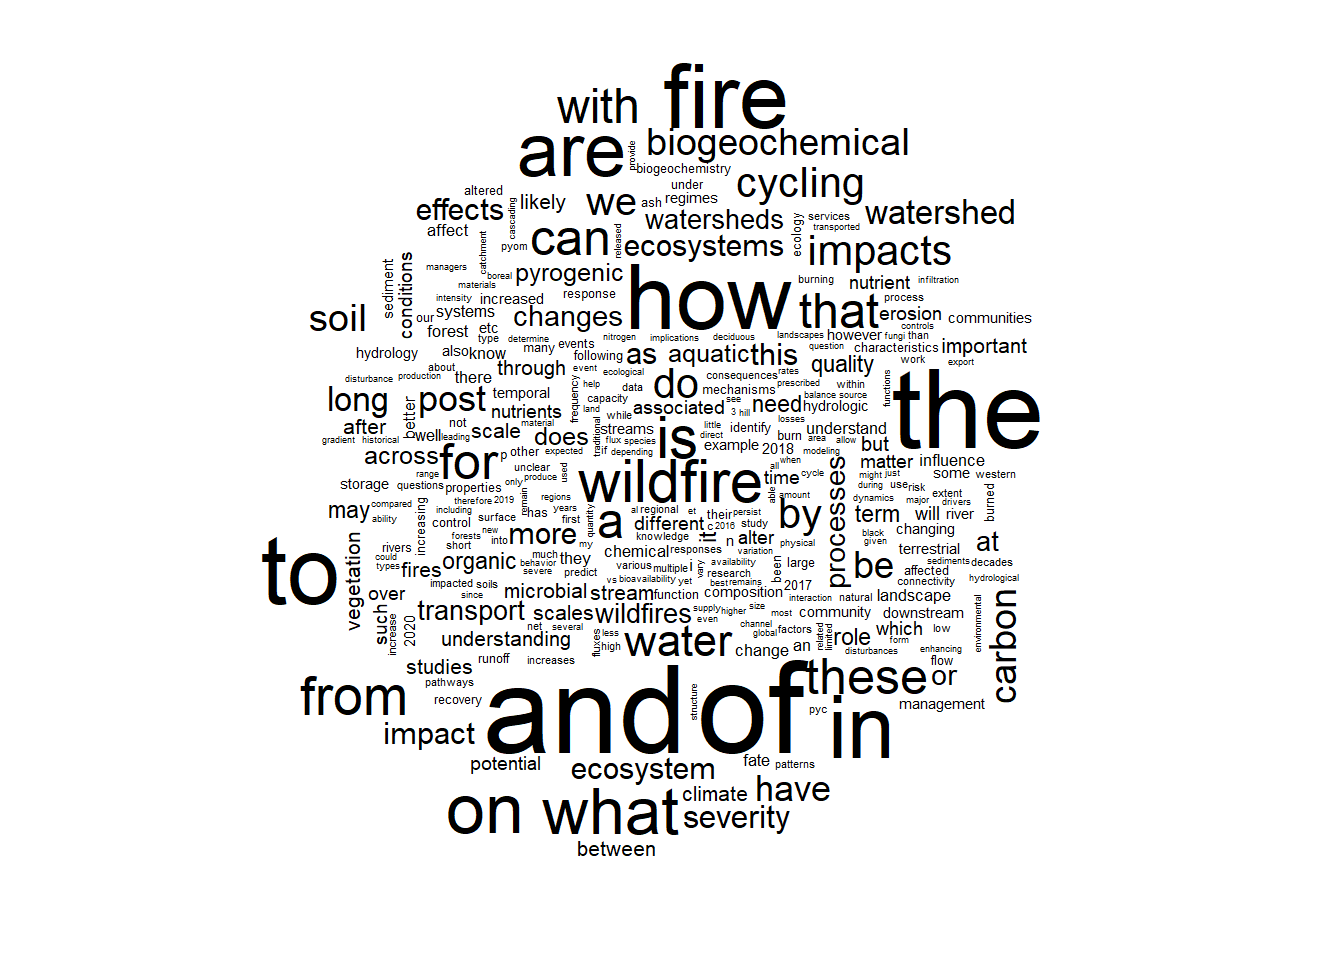 fire
with
are
provide
biogeochemical
biogeochemistry
under
cycling
altered
effects
cascading
likely
we
ash
regimes
watersheds
watershed
services
transported
ecology
affect
pyom
can
released
ecosystems
impacts
catchment
managers
boreal
materials
pyrogenic
sediment
conditions
burning
nutrient
infiltration
intensity
increased
response
how
that
process
erosion
communities
controls
soil
our
systems
changes
forest
etc
type
determine
many
events
nitrogen
implications
deciduous
landscapes
however
fungi
than
question
characteristics
important
hydrology
also
know
following
as
aquatic
this
quality
work
export
about
there
through
event
ecological
consequences
rates
disturbance
production
temporal
help
data
do
mechanisms
prescribed
within
functions
the
long
better
post
nutrients
frequency
capacity
land
see
associated
need
balance
source
hydrologic
after
not
material
while
3
hill
losses
gradient
historical
well
leading
scale
does
traditional
streams
little
direct
identify
burn
area
allow
understand
flux
species
is
example
2018
modeling
but
across
for
p
other
expected
if
depending
matter
influence
range
unclear
all
when
time
cycle
might
just
some
western
storage
questions
properties
produce
only
used
wildfire
able
amount
processes
during
use
risk
burned
therefore
2019
remain
regions
dynamics
major
extent
drivers
may
compared
ability
increasing
including
control
surface
has
years
first
quantity
a
al
regional
et
their
persist
different
it
c
2016
study
by
term
will
river
changing
forests
new
into
more
my
knowledge
n
alter
physical
black
given
at
to
vegetation
rivers
could
types
short
organic
much
behavior
severe
they
chemical
responses
variation
various
multiple
i
vary
availability
research
been
large
be
terrestrial
sediments
decades
affected
connectivity
hydrological
fires
predict
impacted
soils
since
vs
bioavailability
yet
best
remains
2017
over
microbial
stream
function
composition
interaction
natural
landscape
such
increase
2020
transport
scales
wildfires
supply
higher
size
even
most
community
downstream
environmental
carbon
net
several
understanding
fluxes
less
high
water
channel
global
factors
related
limited
role
which
low
form
disturbances
enhancing
flow
change
an
studies
runoff
increases
pathways
from
recovery
and
structure
of
these
or
pyc
in
management
impact
potential
ecosystem
fate
patterns
on
what
climate
have
severity
between